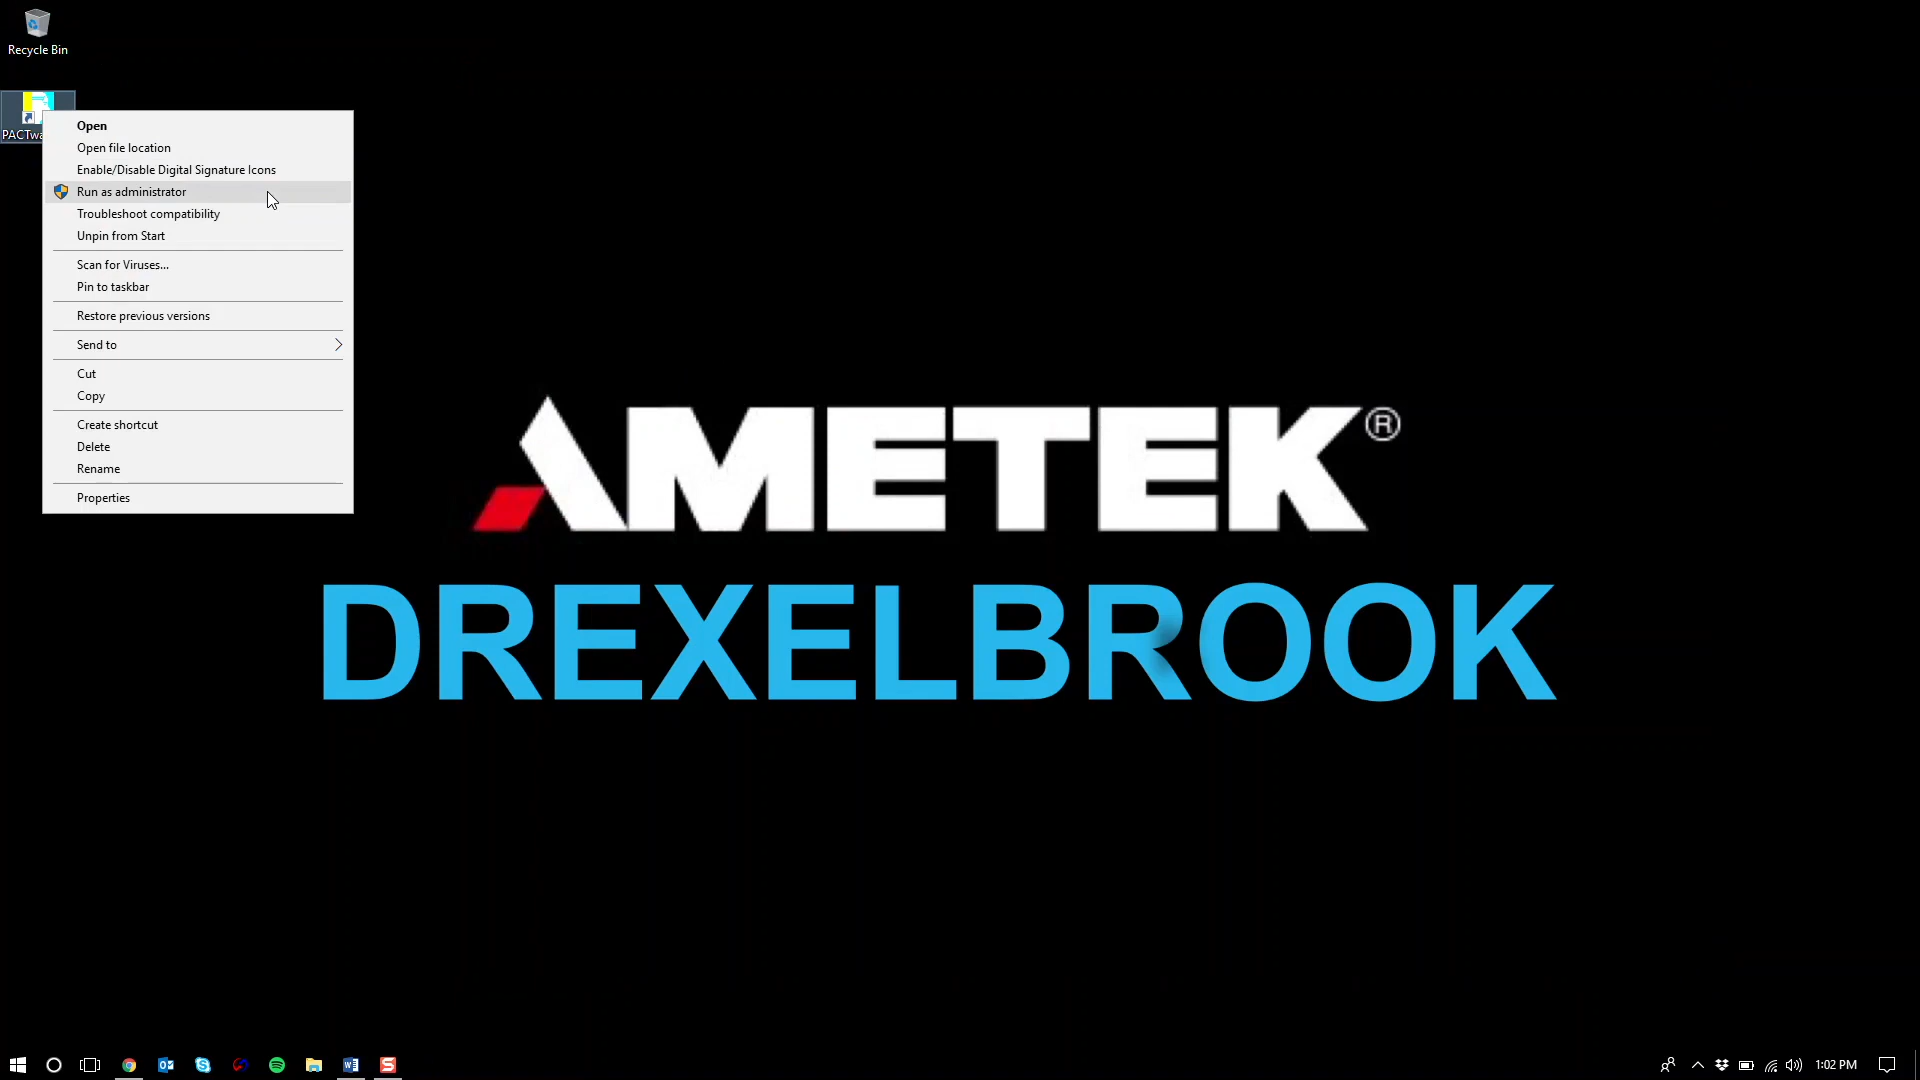 Recycle Bin
Open
Open file location
Enable/Disable Digital Signature Icons
Run as administrator
Troubleshoot compatibility
Unpin from Start
Scan for Viruses...
Pin to taskbar
Restore previous versions
Send to
Cut
Copy
Create shortcut
Delete
Rename
Properties
AMETEK®
DREXELBROOK
1:02 PM